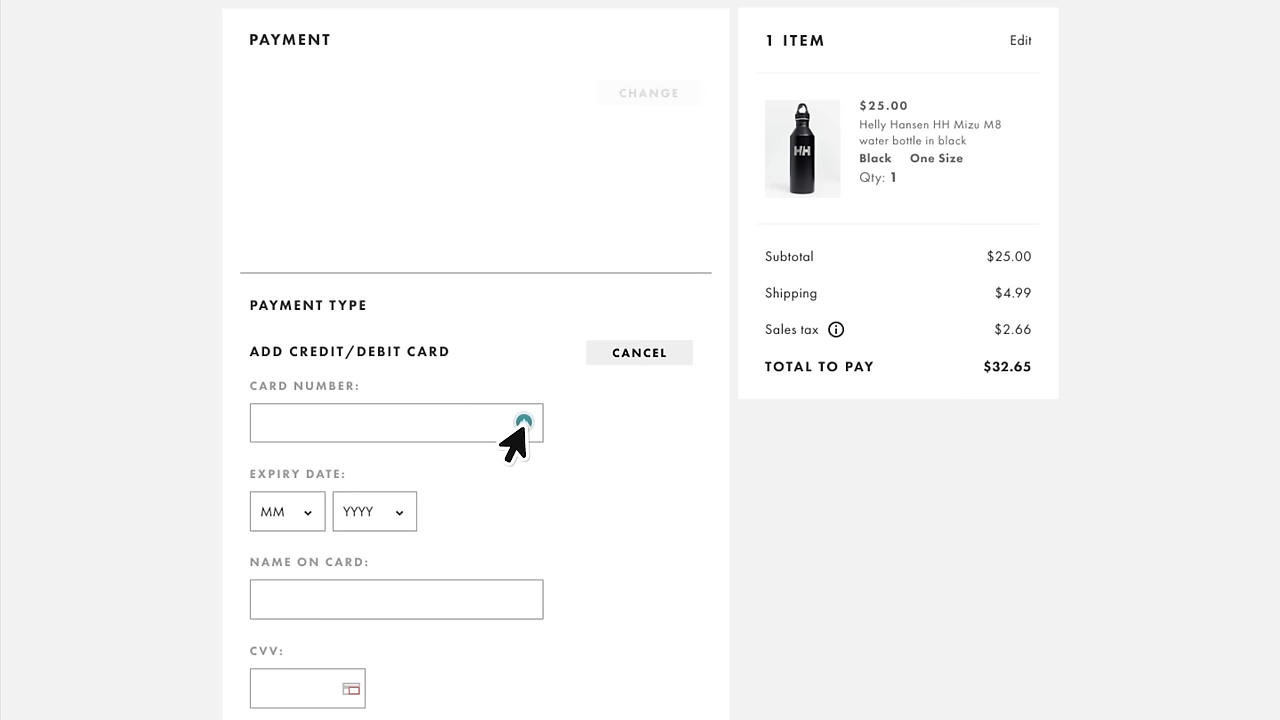 PAYMENT
CHANGE
PAYMENT TYPE
ADD CREDIT/DEBIT CARD
CANCEL
CARD NUMBER:
EXPIRY DATE:
MM
YYYY
NAME ON CARD:
CVV:
1 ITEM
Edit
HH
$25.00
Helly Hansen HH Mizu M8
water bottle in black
Black One Size
Qty: 1
Subtotal $25.00
Shipping $4.99
Sales tax $2.66
TOTAL TO PAY $32.65